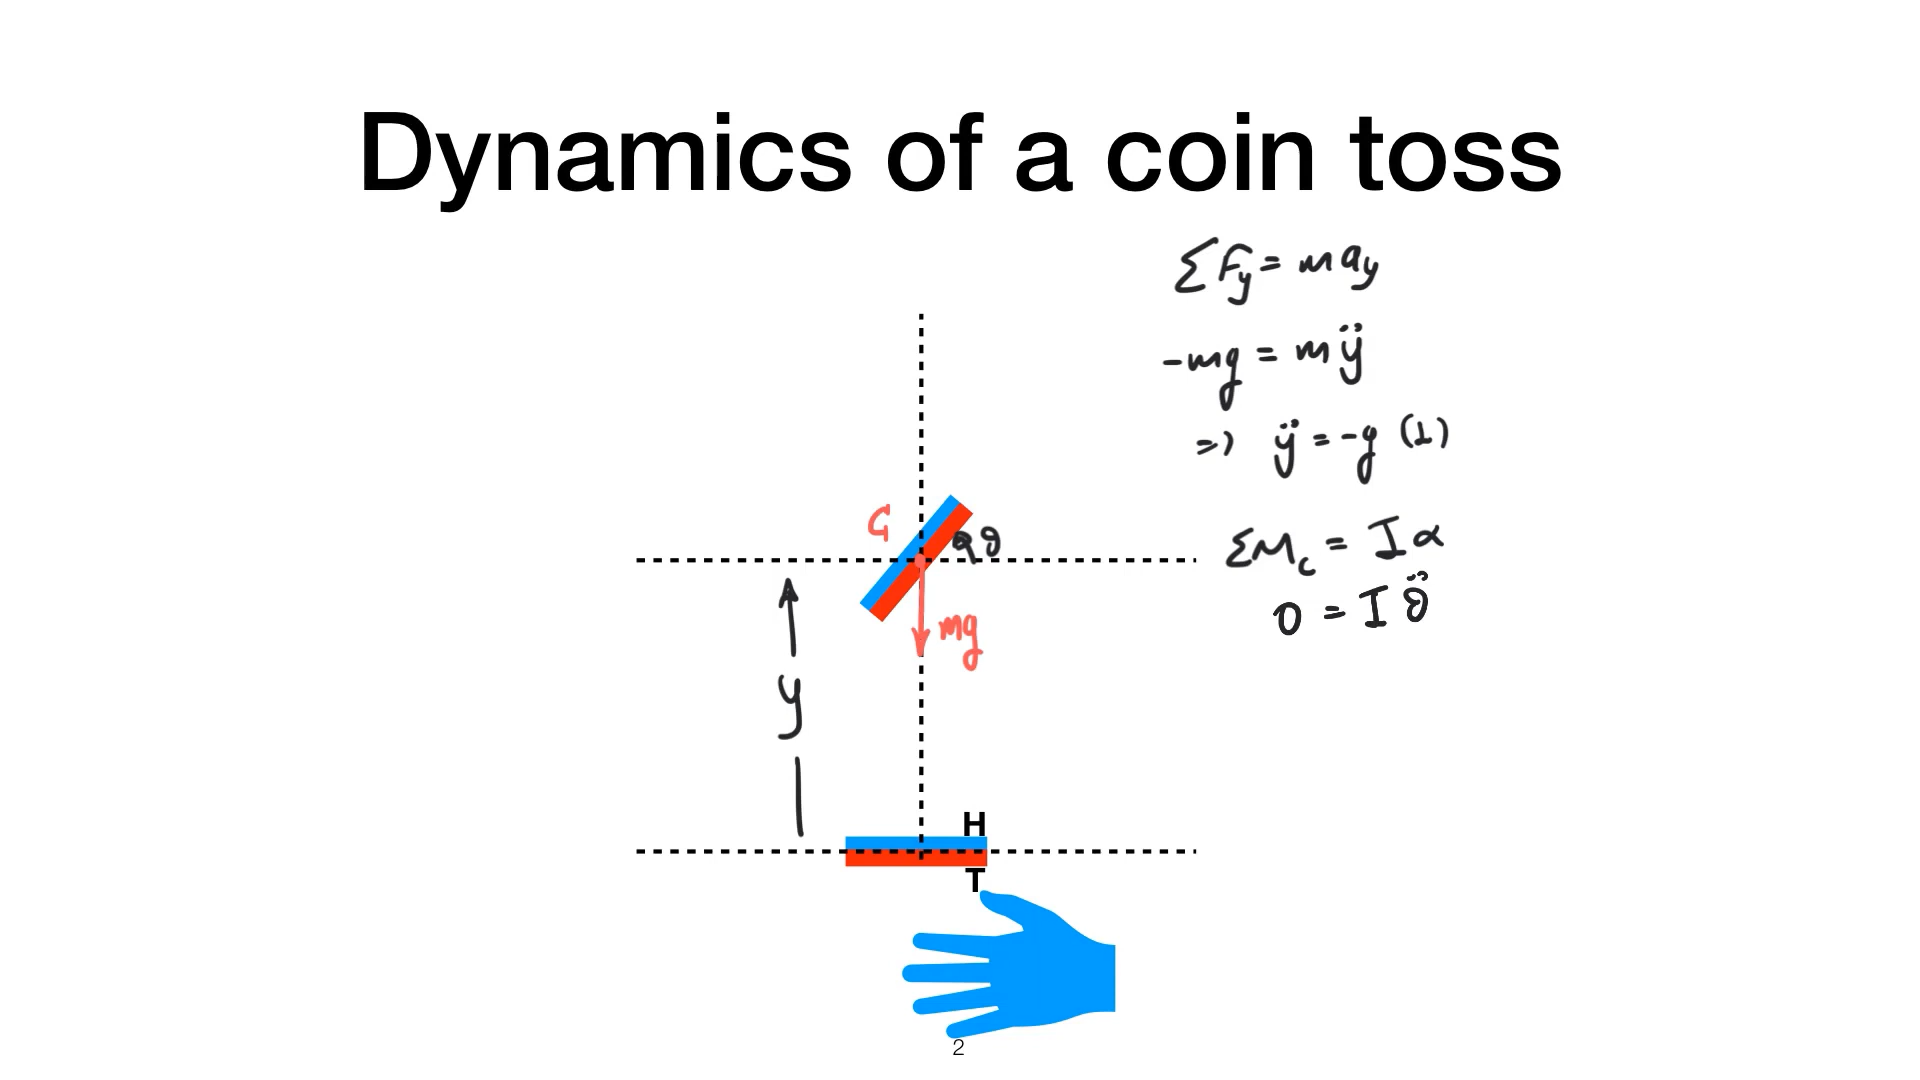 Dynamics of a coin toss
ΣFy = may
-mg = mÿ
=> ÿ = -g (1)
G
θ
ΣMc = Iα
0 = Iθ̈
mg
y
H
T
2